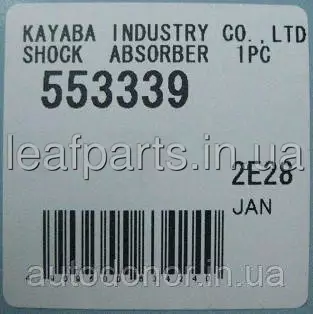 KAYABA INDUSTRY CO.,LTD
SHOCK ABSORBER 1PC
553339
leafparts.in.ua
2E28
JAN
autodonor.in.ua